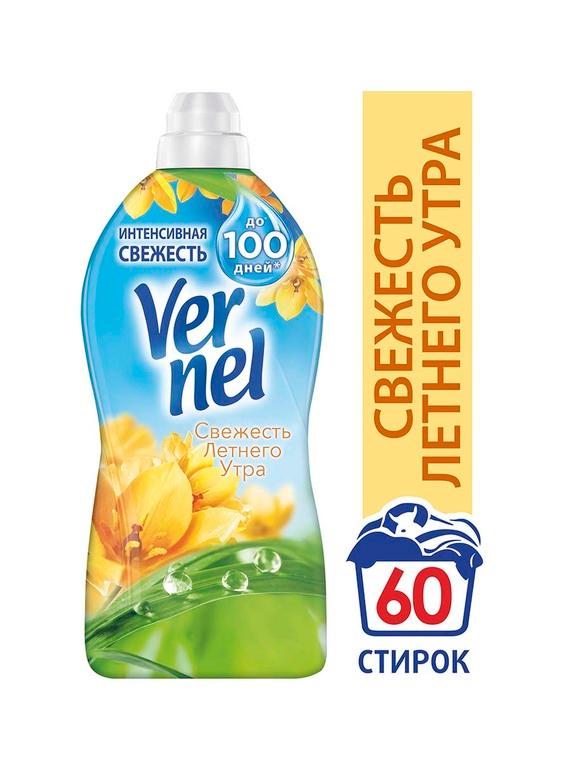 ИНТЕНСИВНАЯ
СВЕЖЕСТЬ
до
100
дней*
Ver
nel
Свежесть
Летнего
Утра
СВЕЖЕСТЬ
ЛЕТНЕГО УТРА
60
СТИРОК